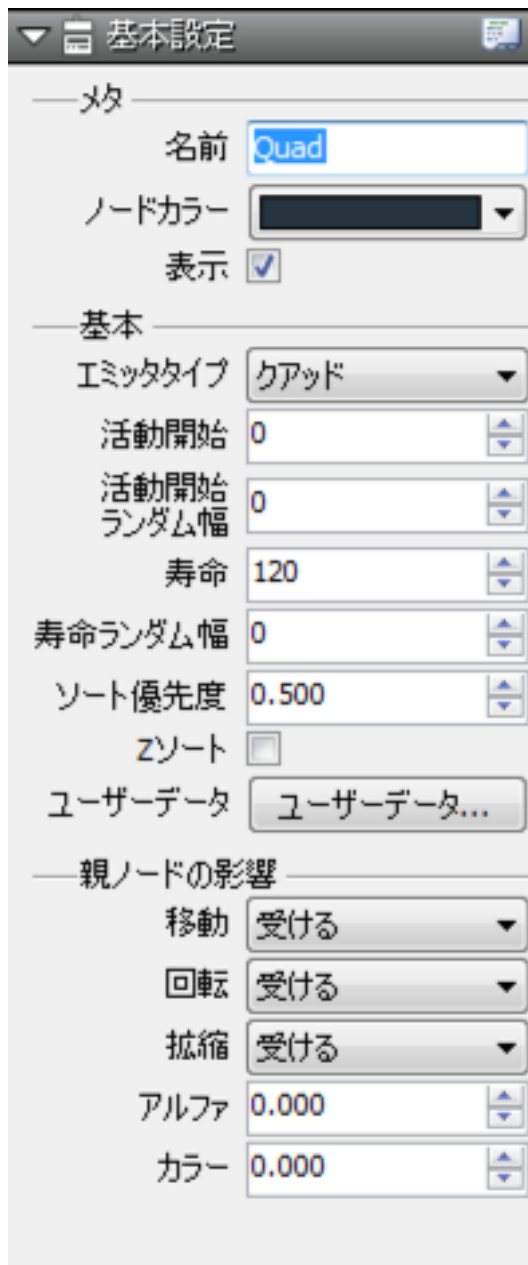 基本設定
メタ
名前 Quad
ノードカラー
表示
基本
エミッタタイプ クアッド
活動開始 0
活動開始
ランダム幅 0
寿命 120
寿命ランダム幅 0
ソート優先度 0.500
Zソート
ユーザーデータ ユーザーデータ...
親ノードの影響
移動 受ける
回転 受ける
拡縮 受ける
アルファ 0.000
カラー 0.000